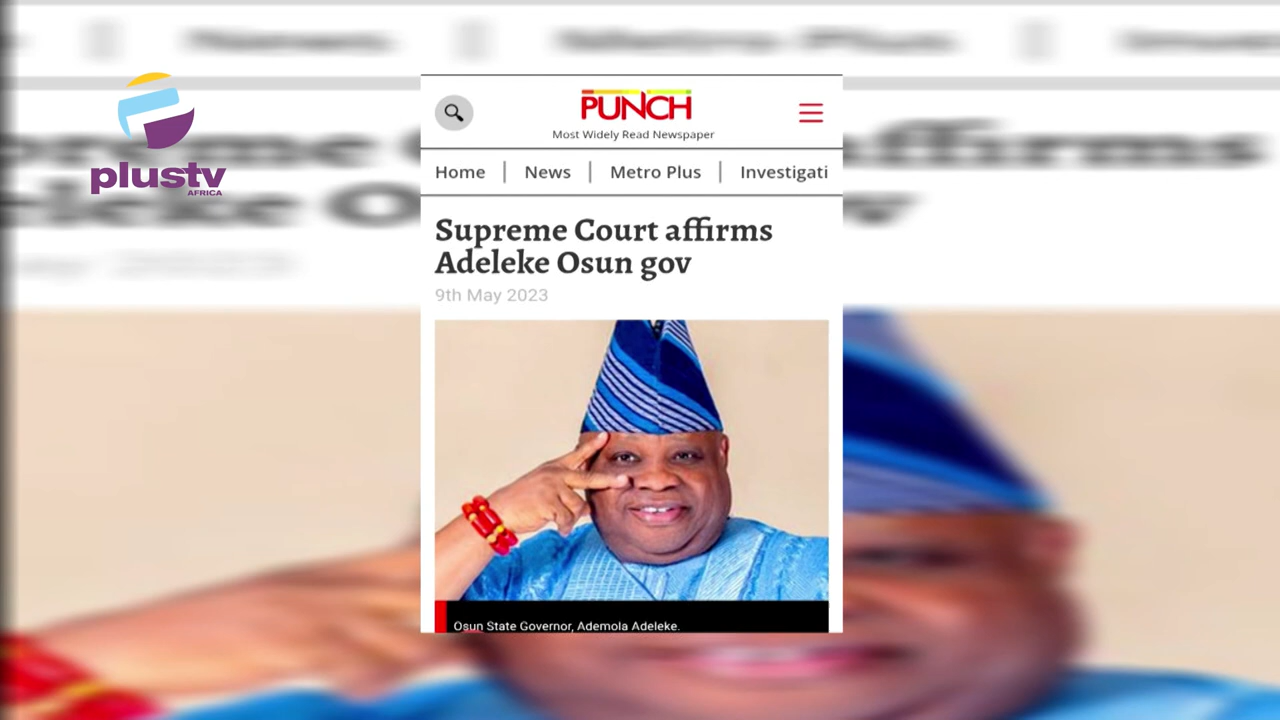 plustv
AFRICA
PUNCH
Most Widely Read Newspaper
Home | News | Metro Plus | Investigati
Supreme Court affirms
Adeleke Osun gov
9th May 2023
Osun State Governor, Ademola Adeleke.